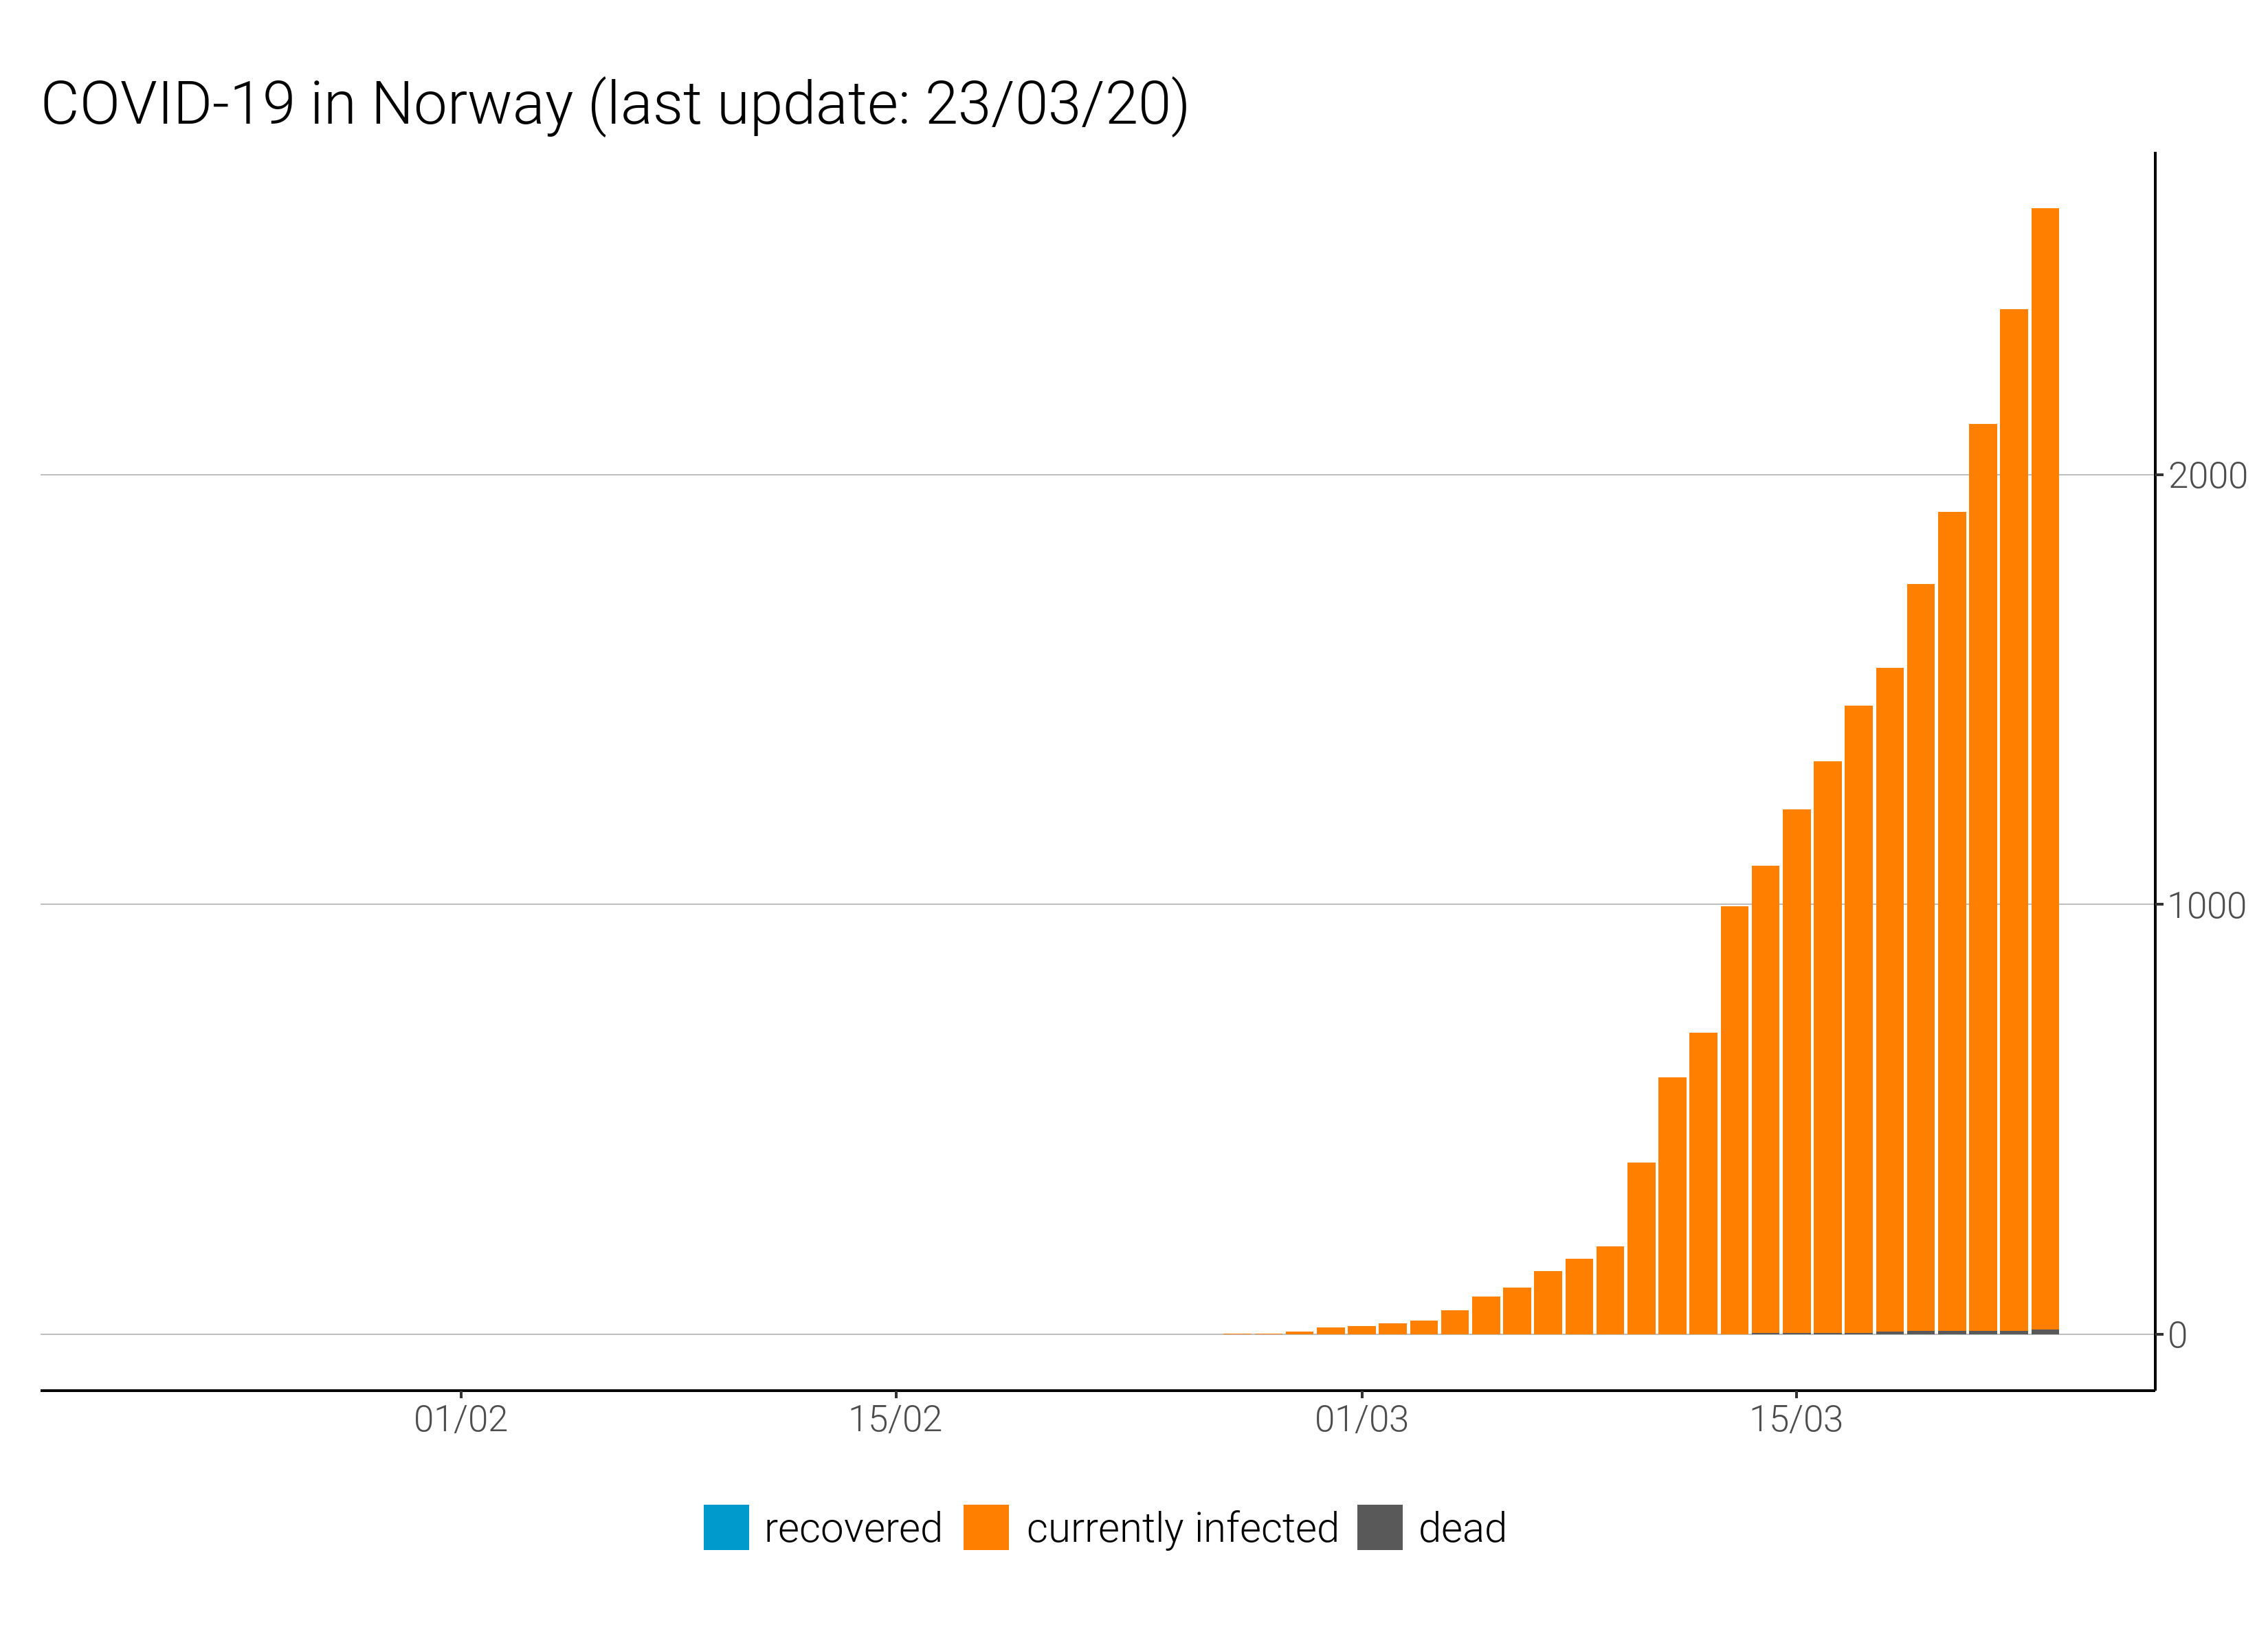 COVID-19 in Norway (last update: 23/03/20)
2000
1000
0
01/02 15/02 01/03 15/03
recovered currently infected dead